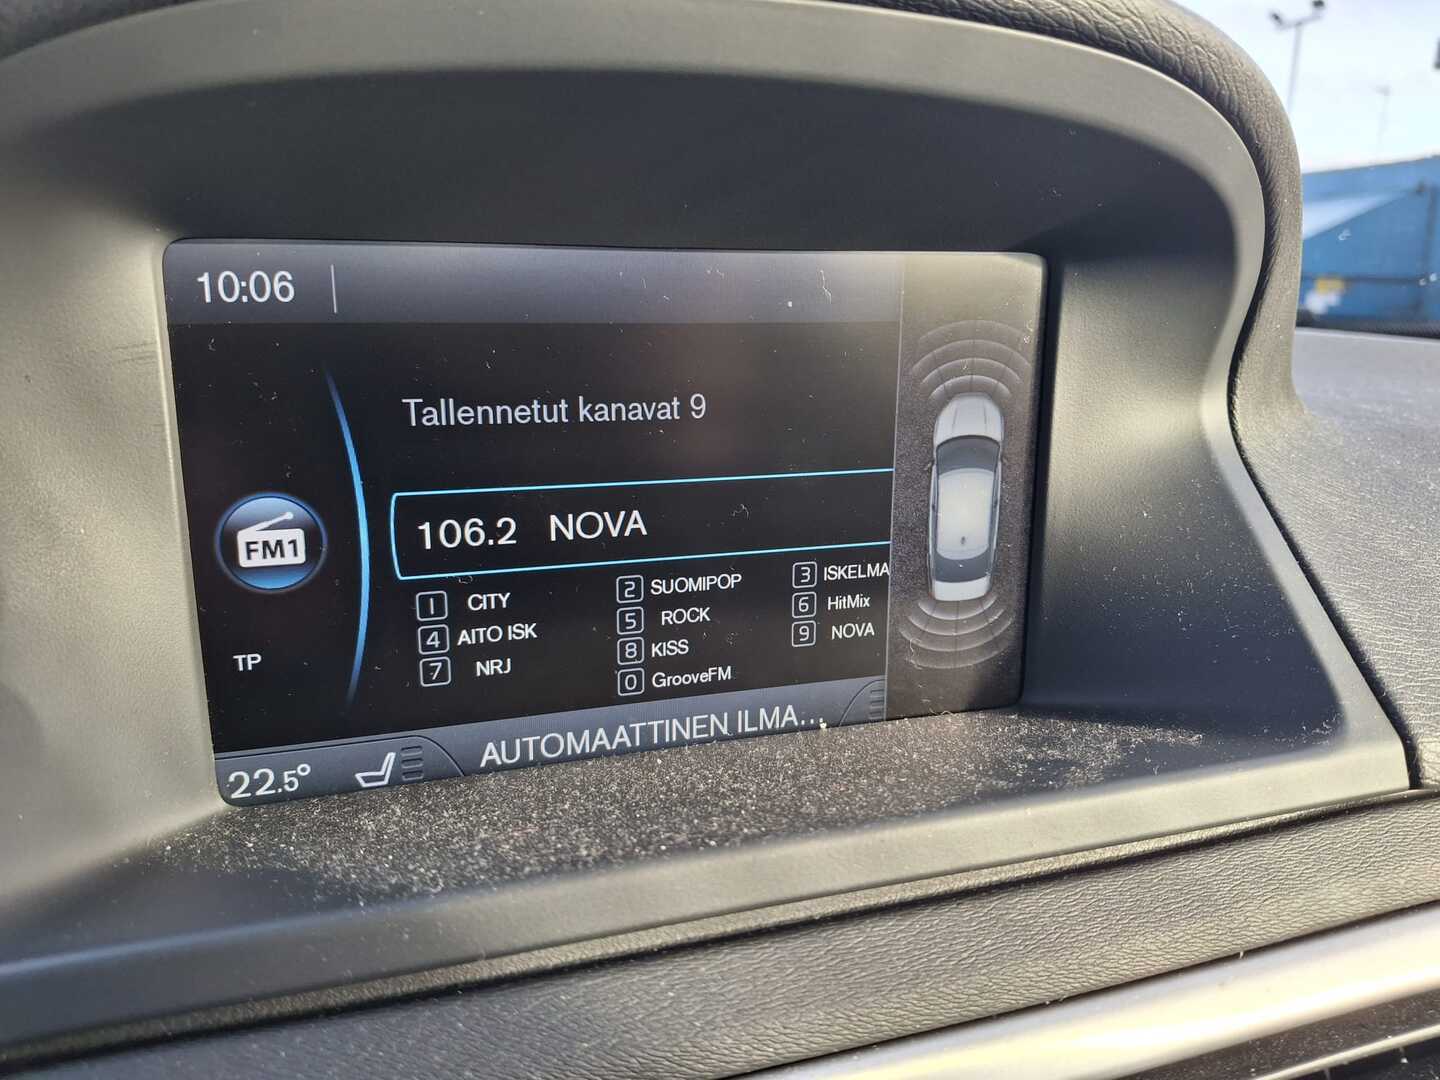 10:06
Tallennetut kanavat 9
106.2 NOVA
FM1
1 CITY 2 SUOMIPOP 3 ISKELMA
4 AITO ISK 5 ROCK 6 HitMix
7 NRJ 8 KISS 9 NOVA
0 GrooveFM
TP
AUTOMAATTINEN ILMA...
22.5°